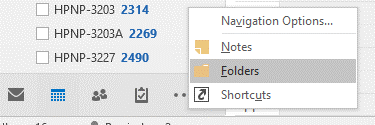 HPNP-3203 2314
HPNP-3203A 2269
HPNP-3227 2490
Navigation Options...
Notes
Folders
Shortcuts